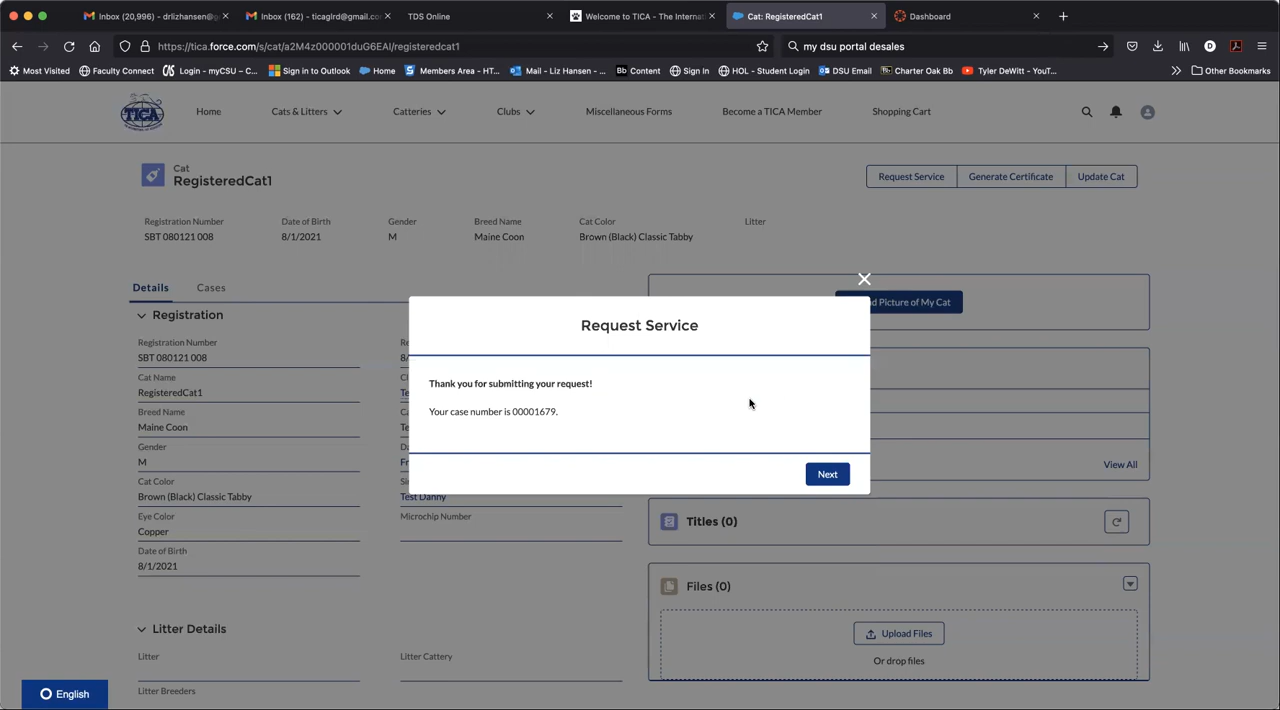 Inbox (20,996) - drlizhansen@g
Inbox (162) - ticaglrd@gmail.co
TDS Online
Welcome to TICA - The Internat
Cat: RegisteredCat1
Dashboard
https://tica.force.com/s/cat/a2M4z000001duG6EAI/registeredcat1
my dsu portal desales
Most Visited
Faculty Connect
Login - myCSU - C...
Sign in to Outlook
Home
Members Area - HT...
Mail - Liz Hansen -...
Bb Content
Sign In
HOL - Student Login
DSU Email
Charter Oak Bb
Tyler DeWitt - YouT...
Other Bookmarks
TICA
Home
Cats & Litters
Catteries
Clubs
Miscellaneous Forms
Become a TICA Member
Shopping Cart
Cat
RegisteredCat1
Request Service
Generate Certificate
Update Cat
Registration Number
Date of Birth
Gender
Breed Name
Cat Color
Litter
SBT 080121 008
8/1/2021
M
Maine Coon
Brown (Black) Classic Tabby
Details
Cases
Registration
Registration Number
SBT 080121 008
8/
Cat Name
RegisteredCat1
Te
Breed Name
Maine Coon
Te
Gender
M
Fr
Cat Color
Brown (Black) Classic Tabby
Test Danny
Eye Color
Copper
Microchip Number
Date of Birth
8/1/2021
Litter Details
Litter
Litter Cattery
Litter Breeders
d Picture of My Cat
Request Service
Thank you for submitting your request!
Your case number is 00001679.
Next
View All
Titles (0)
Files (0)
Upload Files
Or drop files
English